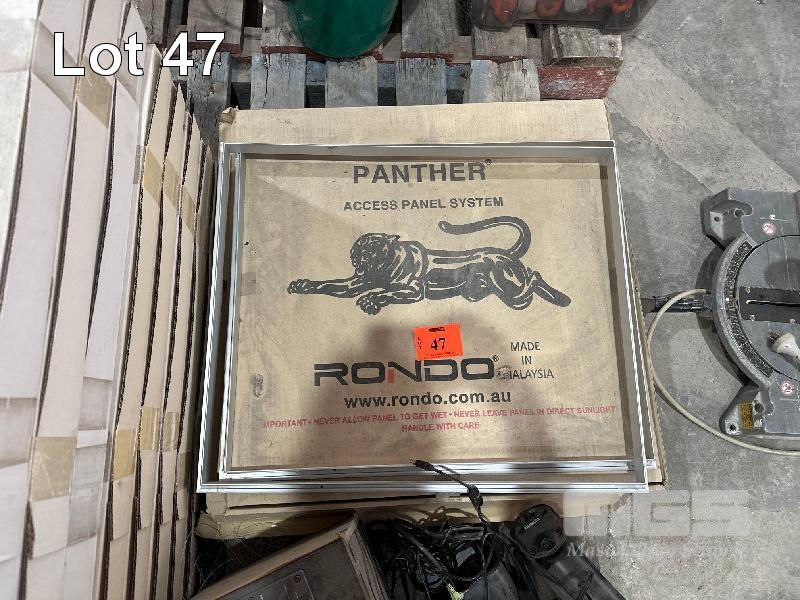 Lot 47
PANTHER®
ACCESS PANEL SYSTEM
47
RONDO®
MADE
IN
MALAYSIA
www.rondo.com.au
IMPORTANT • NEVER ALLOW PANEL TO GET WET • NEVER LEAVE PANEL IN DIRECT SUNLIGHT
HANDLE WITH CARE
MGS